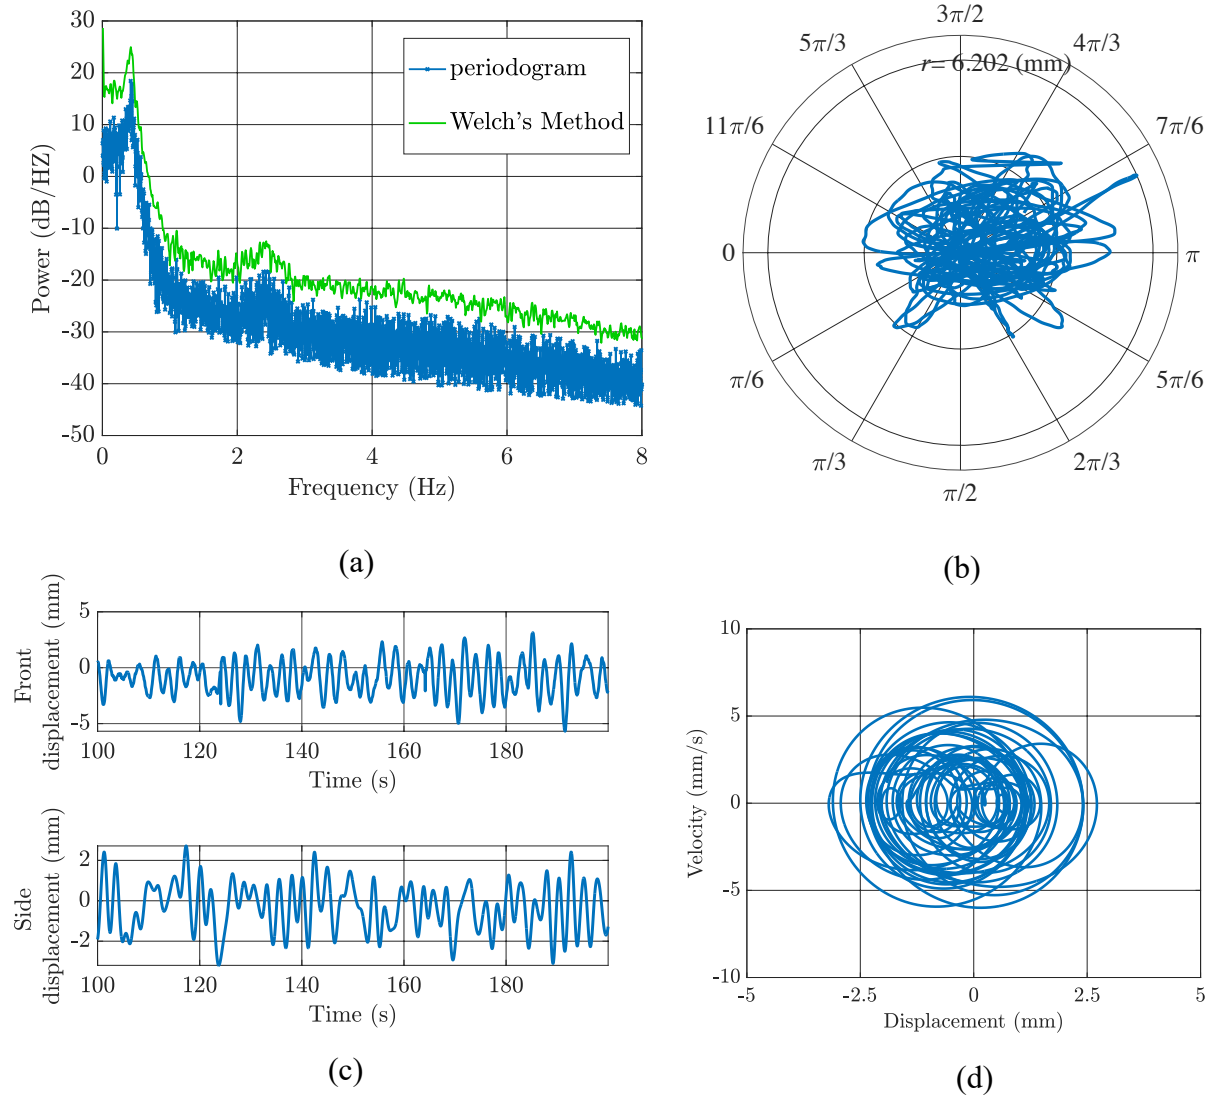 30
20
10
0
-10
-20
-30
-40
-50
Power (dB/HZ)
periodogram
Welch's Method
0 2 4 6 8
Frequency (Hz)
(a)
3π/2
5π/3 4π/3
r= 6.202 (mm)
11π/6 7π/6
0 π
π/6 5π/6
π/3 2π/3
π/2
(b)
Front
displacement (mm)
5
0
-5
100 120 140 160 180
Time (s)
Side
displacement (mm)
2
0
-2
100 120 140 160 180
Time (s)
(c)
10
5
0
-5
-10
Velocity (mm/s)
-5 -2.5 0 2.5 5
Displacement (mm)
(d)